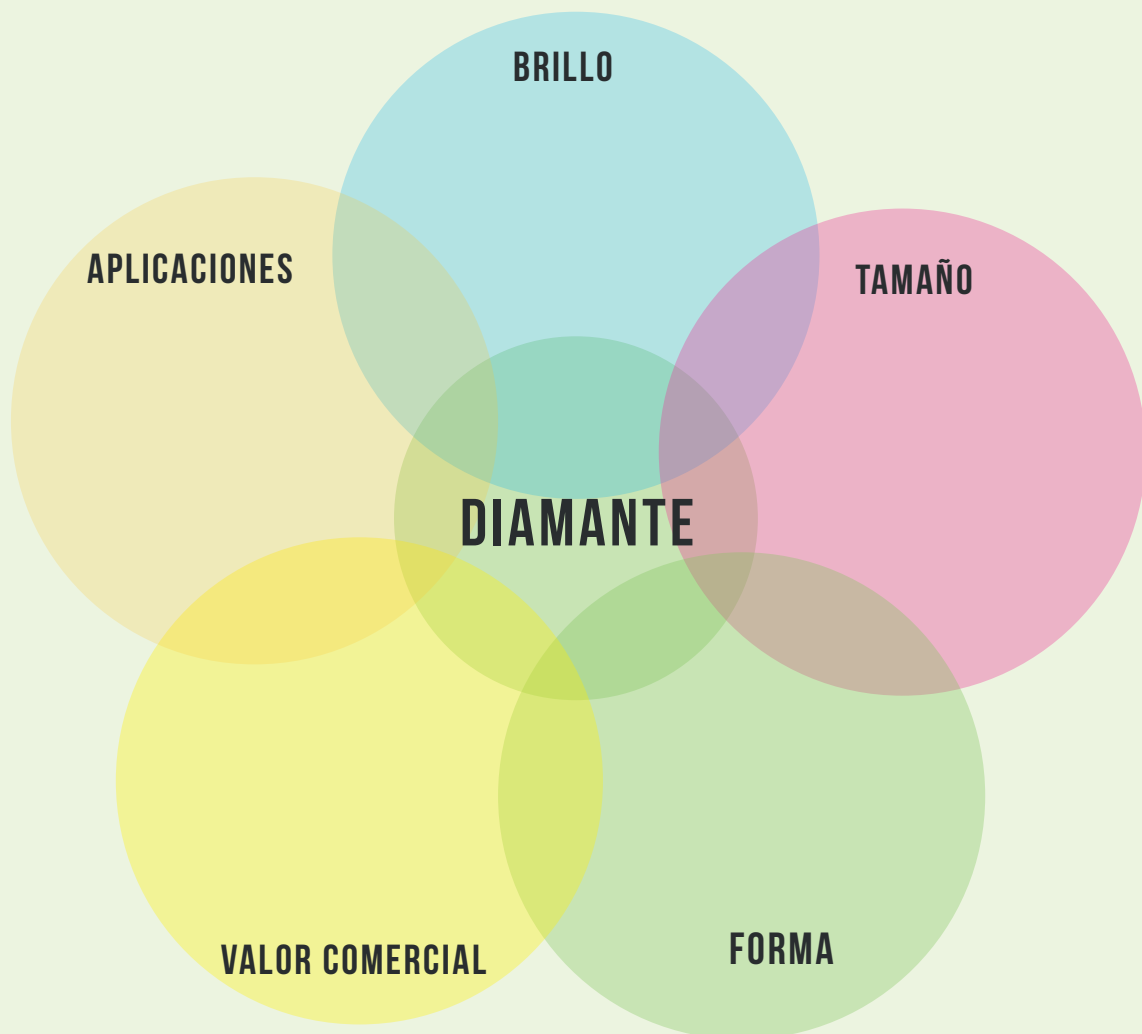 BRILLO
APLICACIONES
TAMAÑO
DIAMANTE
VALOR COMERCIAL
FORMA